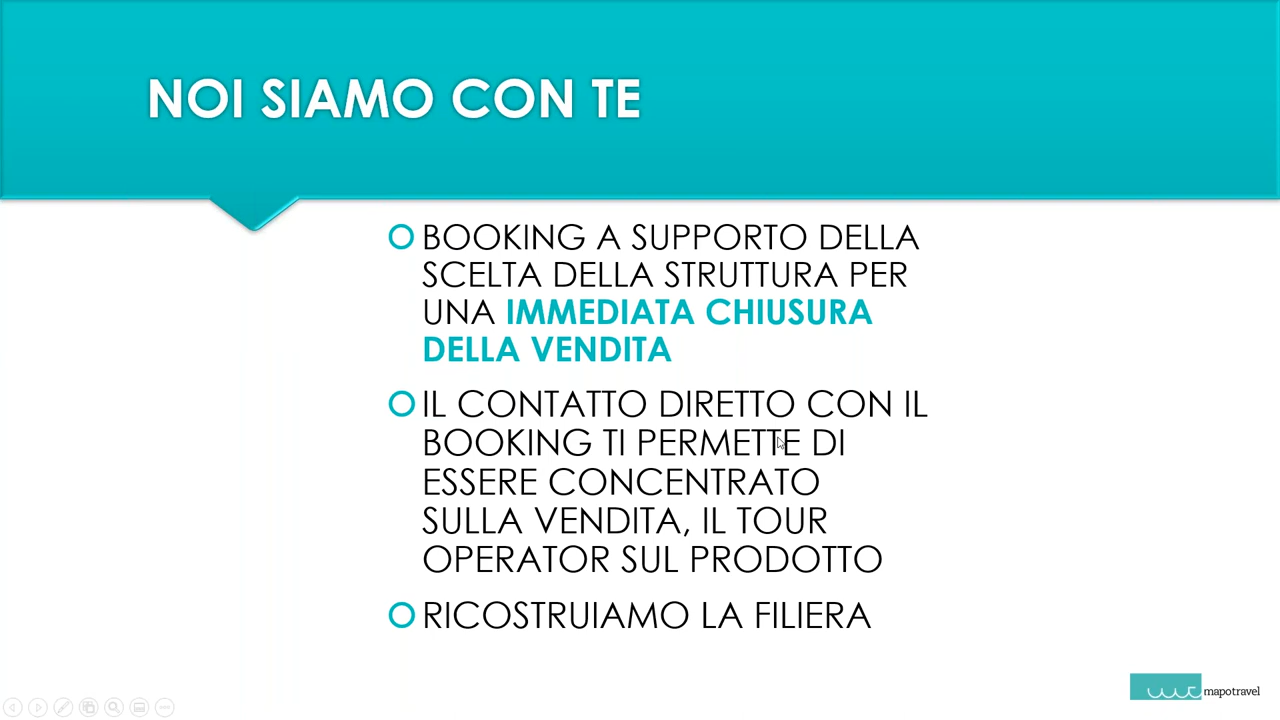 NOI SIAMO CON TE
BOOKING A SUPPORTO DELLA
SCELTA DELLA STRUTTURA PER
UNA IMMEDIATA CHIUSURA
DELLA VENDITA
IL CONTATTO DIRETTO CON IL
BOOKING TI PERMETTE DI
ESSERE CONCENTRATO
SULLA VENDITA, IL TOUR
OPERATOR SUL PRODOTTO
RICOSTRUIAMO LA FILIERA
mapotravel